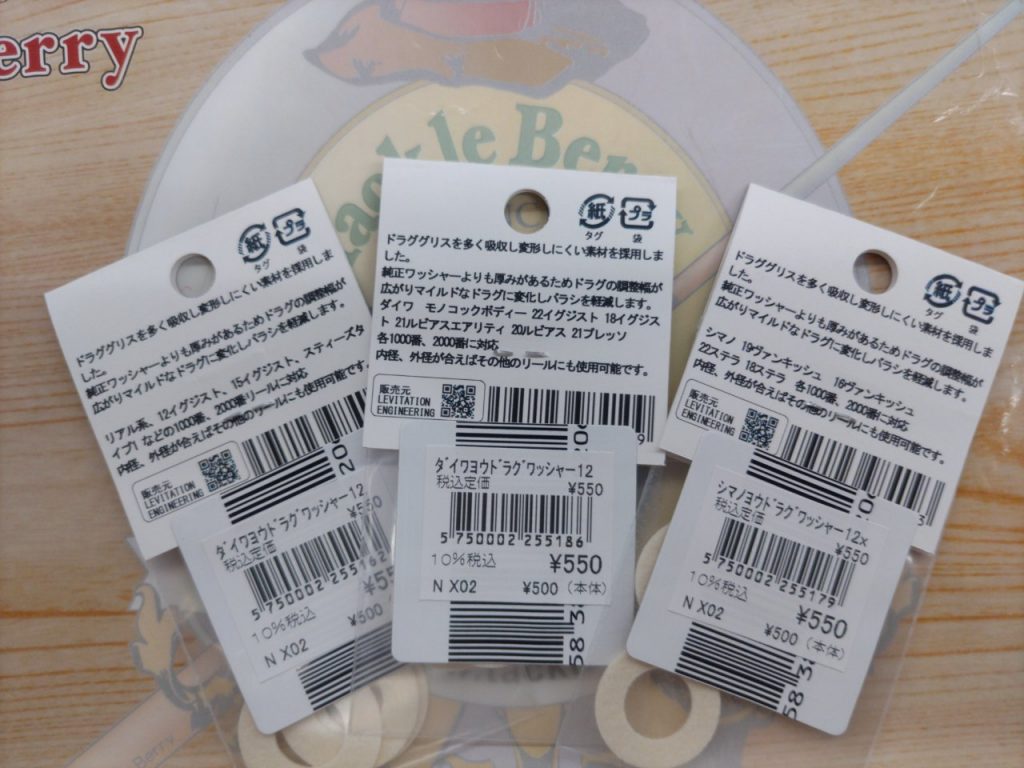 erry
ackle Berry
紙
タグ
プラ
袋
ドラググリスを多く吸収し変形しにくい素材を採用しました。
純正ワッシャーよりも厚みがあるためドラグの調整幅が
広がりマイルドなドラグに変化しバラシを軽減します。
リアル系、12イグジスト、15イグジスト、スティーズタ
イプ1 などの1000番、2000番リールに対応
内径、外径が合えばその他のリールにも使用可能です
販売元
LEVITATION
ENGINEERING
ダイワヨウドラグワッシャー12
税込定価
¥550
5 750002 2551
10%税込
¥55
N X02
¥500
紙
タグ
プラ
袋
ドラググリスを多く吸収し変形しにくい素材を採用しま
した。
純正ワッシャーよりも厚みがあるためドラグの調整幅が
広がりマイルドなドラグに変化しバラシを軽減します。
ダイワ モノコックボディー 22イグジスト 18イグジス
ト 21ルビアスエアリティ 20ルビアス 21プレッソ
各1000番、2000番に対応
内径、外径が合えばその他のリールにも使用可能です。
販売元
LEVITATION
ENGINEERING
9
ダイワヨウドラグワッシャー12
税込定価
¥550
5 750002 255186
10%税込
¥550
N X02
¥500 (本体)
58 3
紙
タグ
プラ
袋
ドラググリスを多く吸収し変形しにくい素材を採用しま
した。
純正ワッシャーよりも厚みがあるためドラグの調整幅が
広がりマイルドなドラグに変化しバラシを軽減します。
シマノ 19ヴァンキッシュ 16ヴァンキッシュ
22ステラ 18ステラ 各1000番、2000番に対応
内径、外径が合えばその他のリールにも使用可能です。
販売元
LEVITATION
ENGINEERING
3
シマノヨウドラグワッシャー12x
税込定価
¥550
5 750002 255179
10%税込
¥550
N X02
¥500 (本体)
58 3
Berry